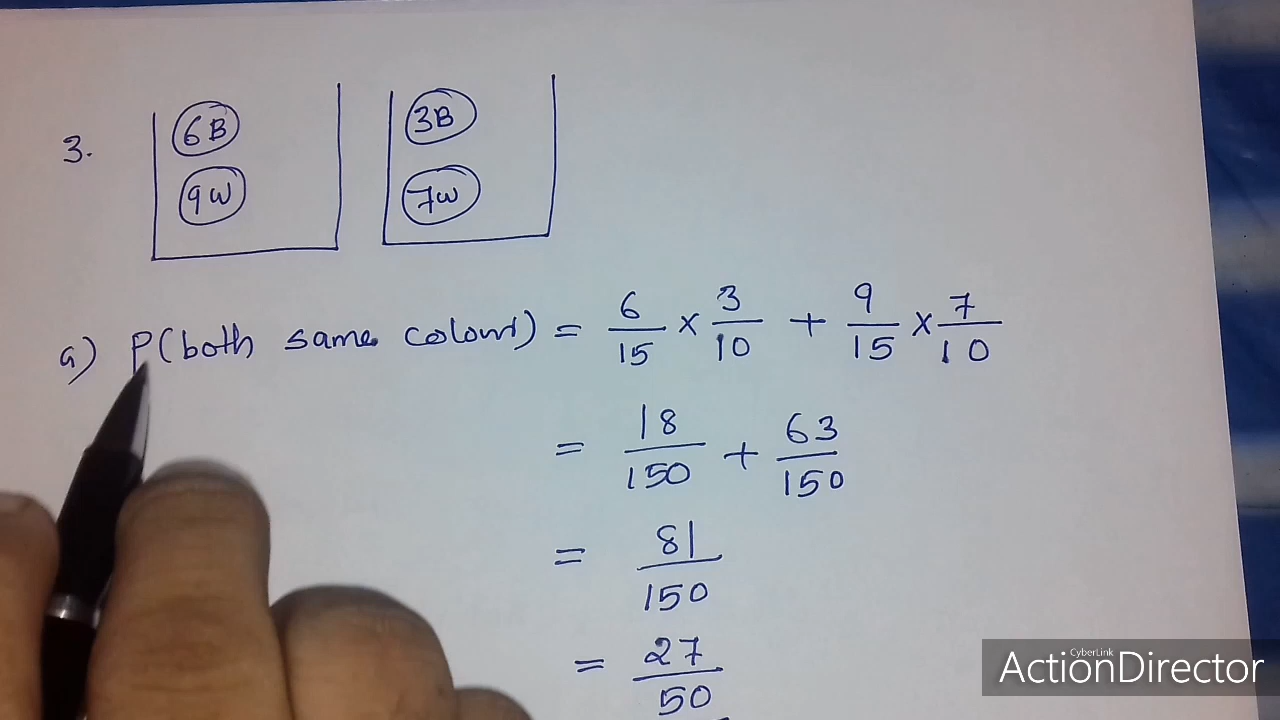 3. 6B 3B
9W 7W
a) P(both same colour) = 6/15 × 3/10 + 9/15 × 7/10
= 18/150 + 63/150
= 81/150
= 27/50
CyberLink
ActionDirector